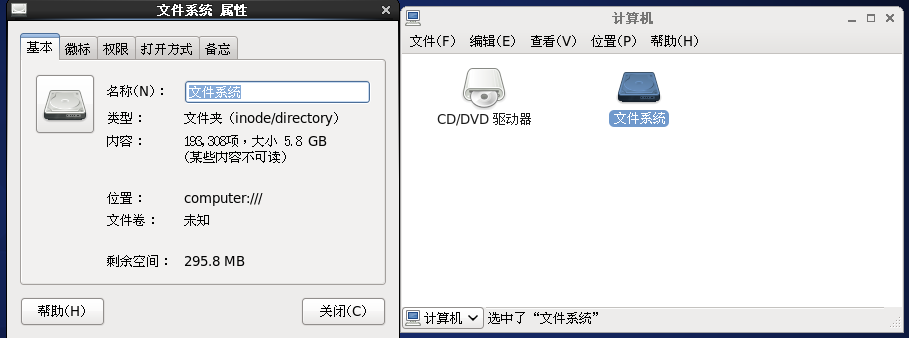 文件系统 属性
基本 徽标 权限 打开方式 备忘
名称(N)： 文件系统
类型： 文件夹 (inode/directory)
内容： 193,308项，大小 5.8 GB
(某些内容不可读)
位置： computer:///
文件卷： 未知
剩余空间： 295.8 MB
帮助(H) 关闭(C)
计算机
文件(F) 编辑(E) 查看(V) 位置(P) 帮助(H)
CD/DVD 驱动器 文件系统
计算机 选中了“文件系统”